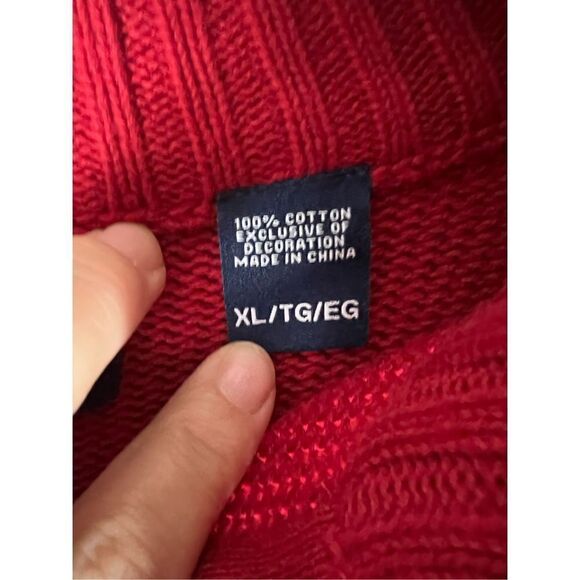 100% COTTON
EXCLUSIVE OF
DECORATION
MADE IN CHINA
XL/TG/EG